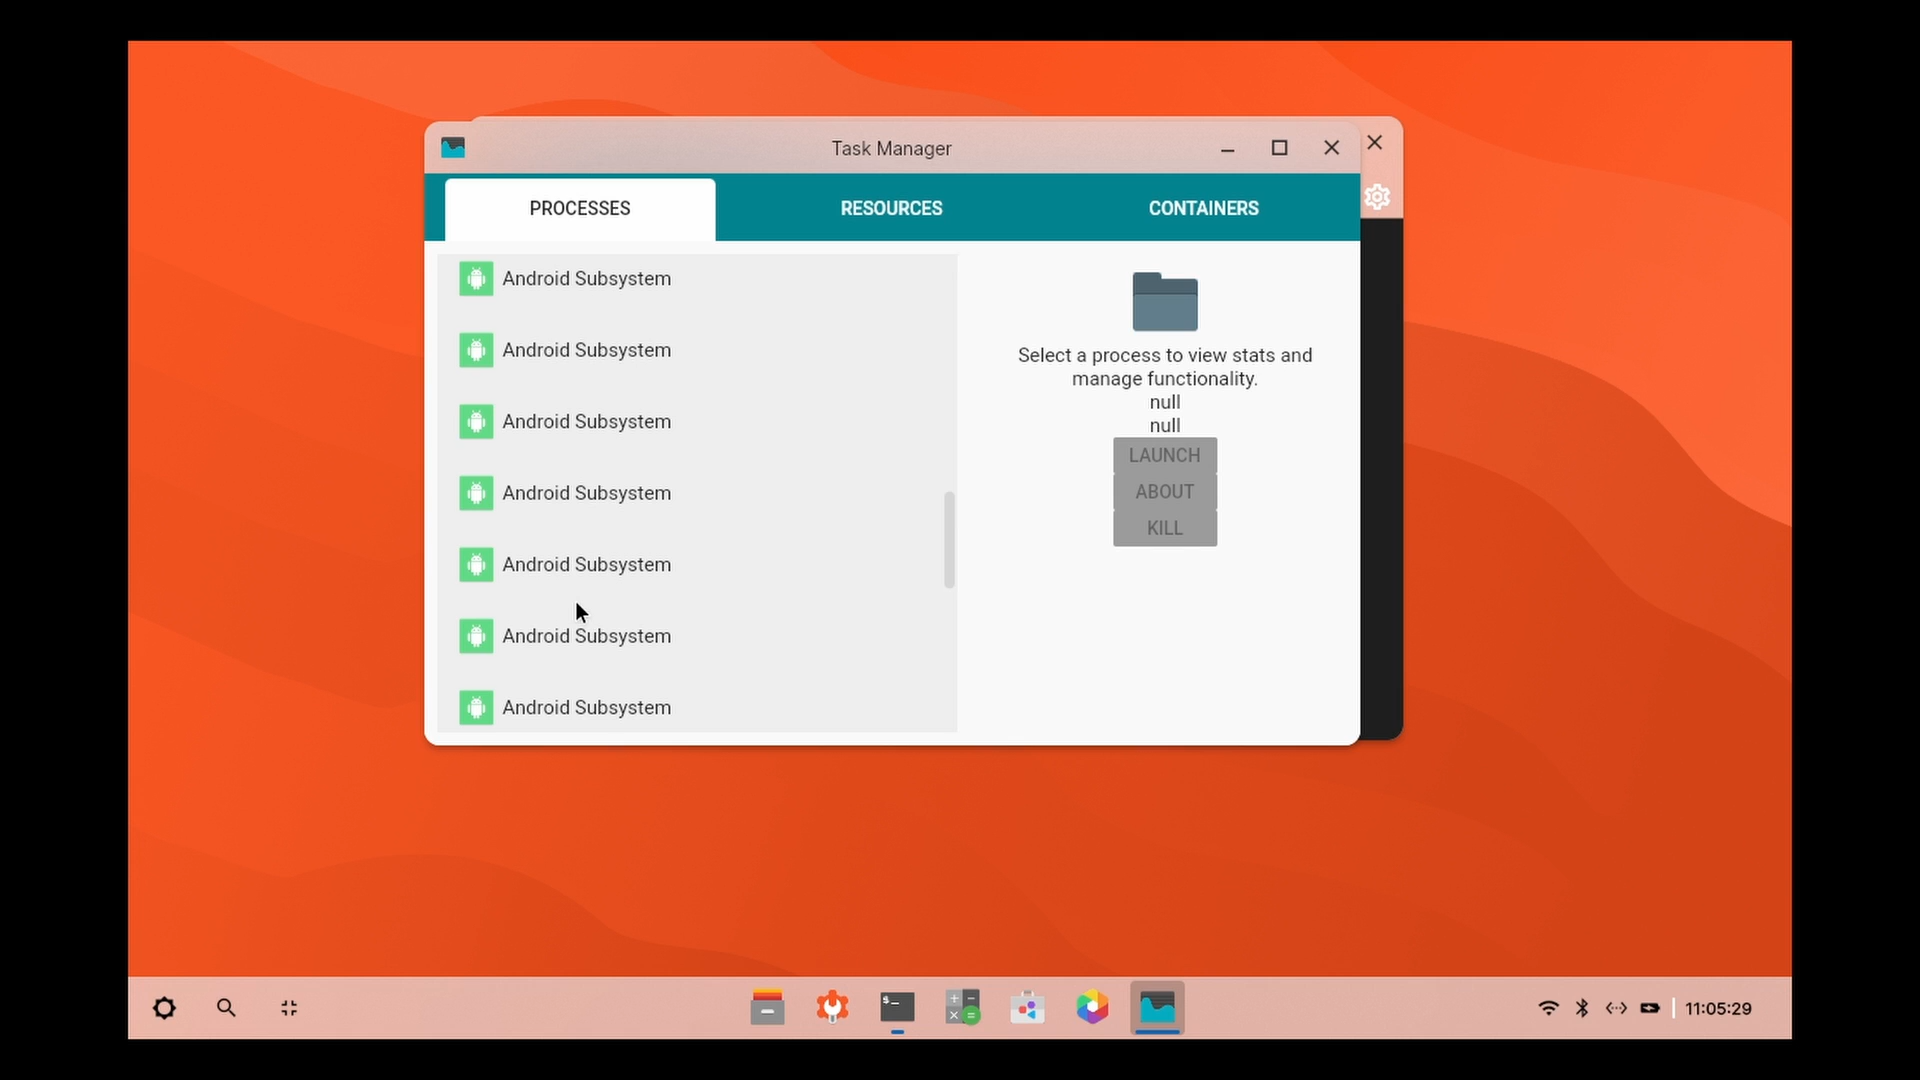 Task Manager
PROCESSES
RESOURCES
CONTAINERS
Android Subsystem
Android Subsystem
Android Subsystem
Android Subsystem
Android Subsystem
Android Subsystem
Android Subsystem
Select a process to view stats and
manage functionality.
null
null
LAUNCH
ABOUT
KILL
$_
11:05:29